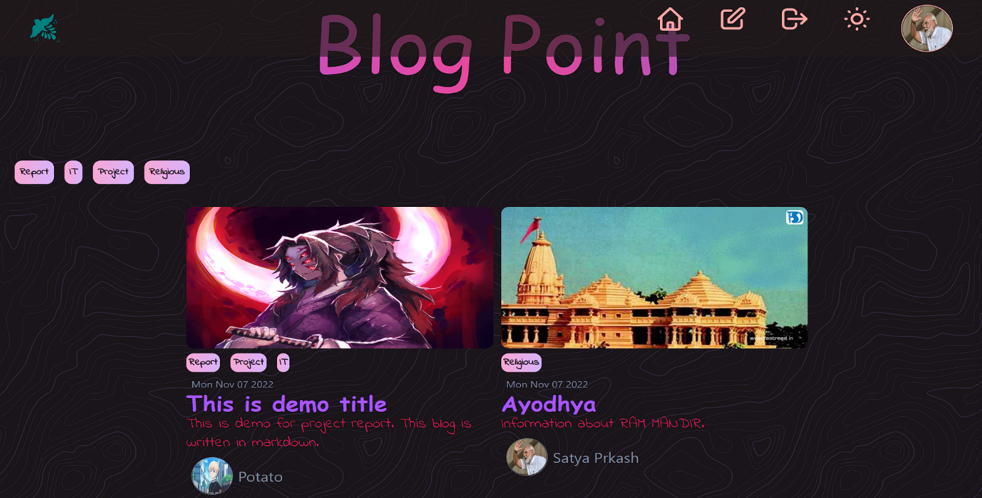 Blog Point
Report IT Project Religious
Report Project IT
Mon Nov 07 2022
This is demo title
This is demo for project report. This blog is
written in markdown.
Potato
Religious
Mon Nov 07 2022
Ayodhya
information about RAM MANDIR.
Satya Prkash